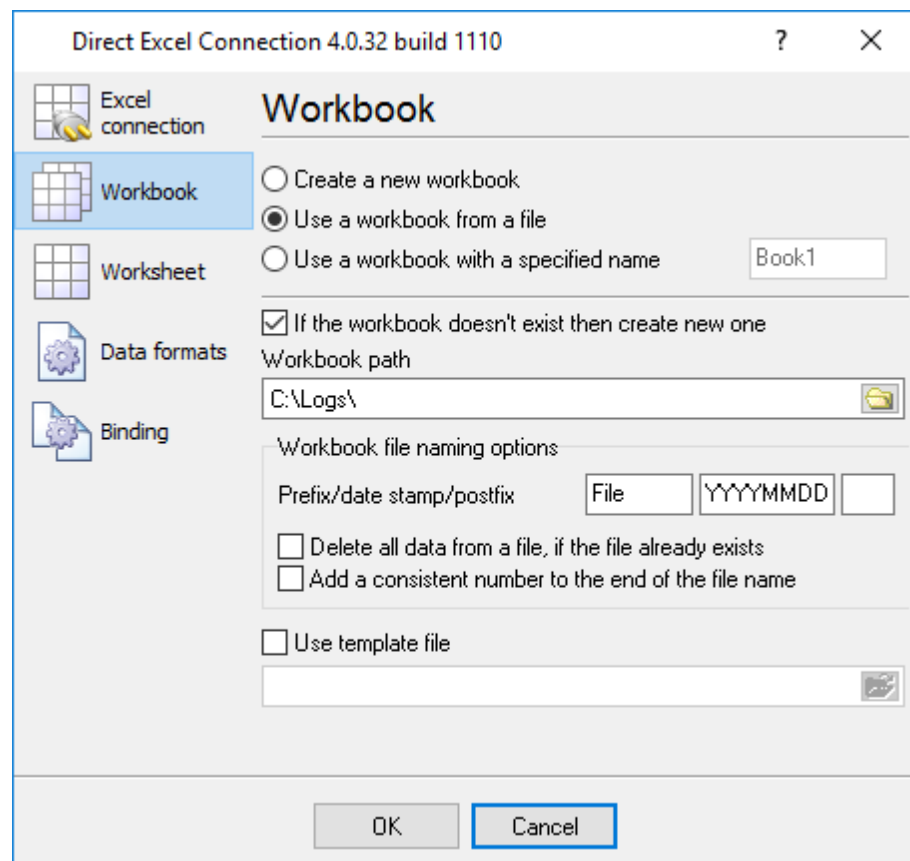 Direct Excel Connection 4.0.32 build 1110
?
Excel
connection
Workbook
Worksheet
Data formats
Binding
Workbook
Create a new workbook
Use a workbook from a file
Use a workbook with a specified name Book1
If the workbook doesn't exist then create new one
Workbook path
C:\Logs\
Workbook file naming options
Prefix/date stamp/postfix File YYYYMMDD
Delete all data from a file, if the file already exists
Add a consistent number to the end of the file name
Use template file
OK Cancel